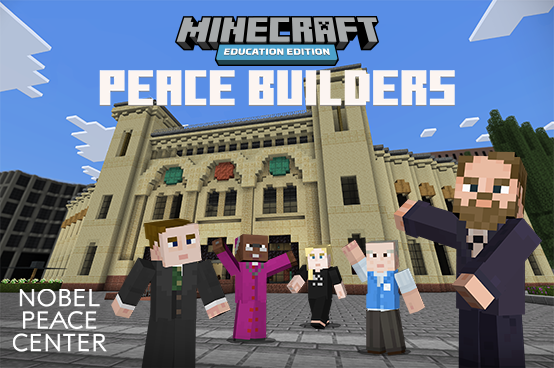 MINECRAFT
EDUCATION EDITION
PEACE BUILDERS
NOBEL
PEACE
CENTER